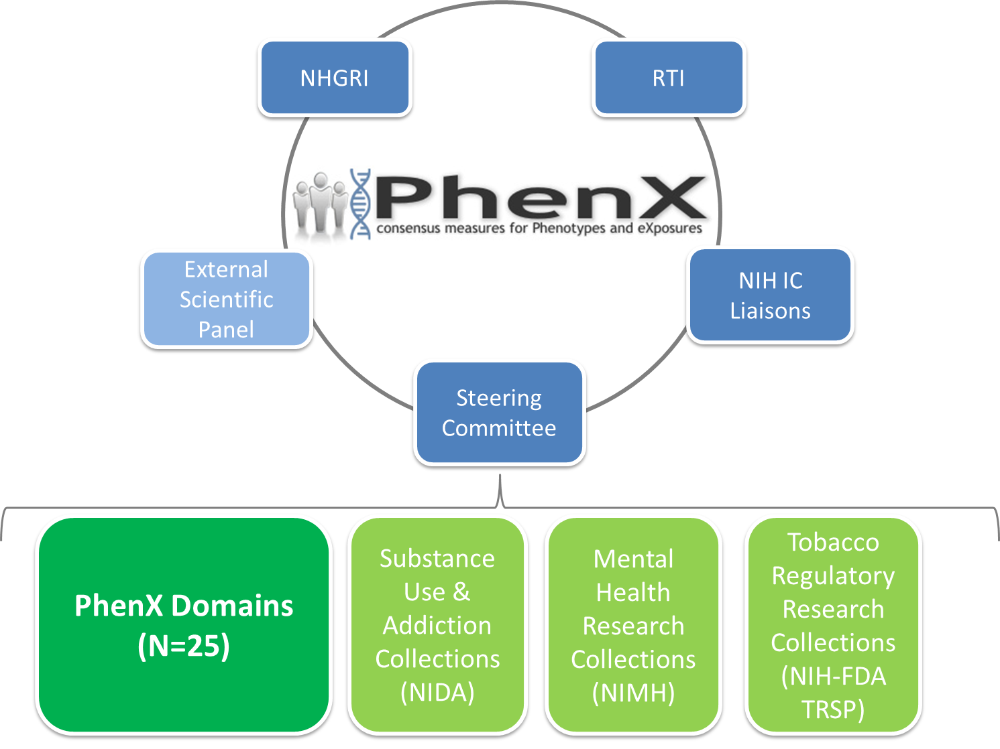 NHGRI
RTI
PhenX
consensus measures for Phenotypes and eXposures
External
Scientific
Panel
NIH IC
Liaisons
Steering
Committee
PhenX Domains
(N=25)
Substance
Use &
Addiction
Collections
(NIDA)
Mental
Health
Research
Collections
(NIMH)
Tobacco
Regulatory
Research
Collections
(NIH-FDA
TRSP)